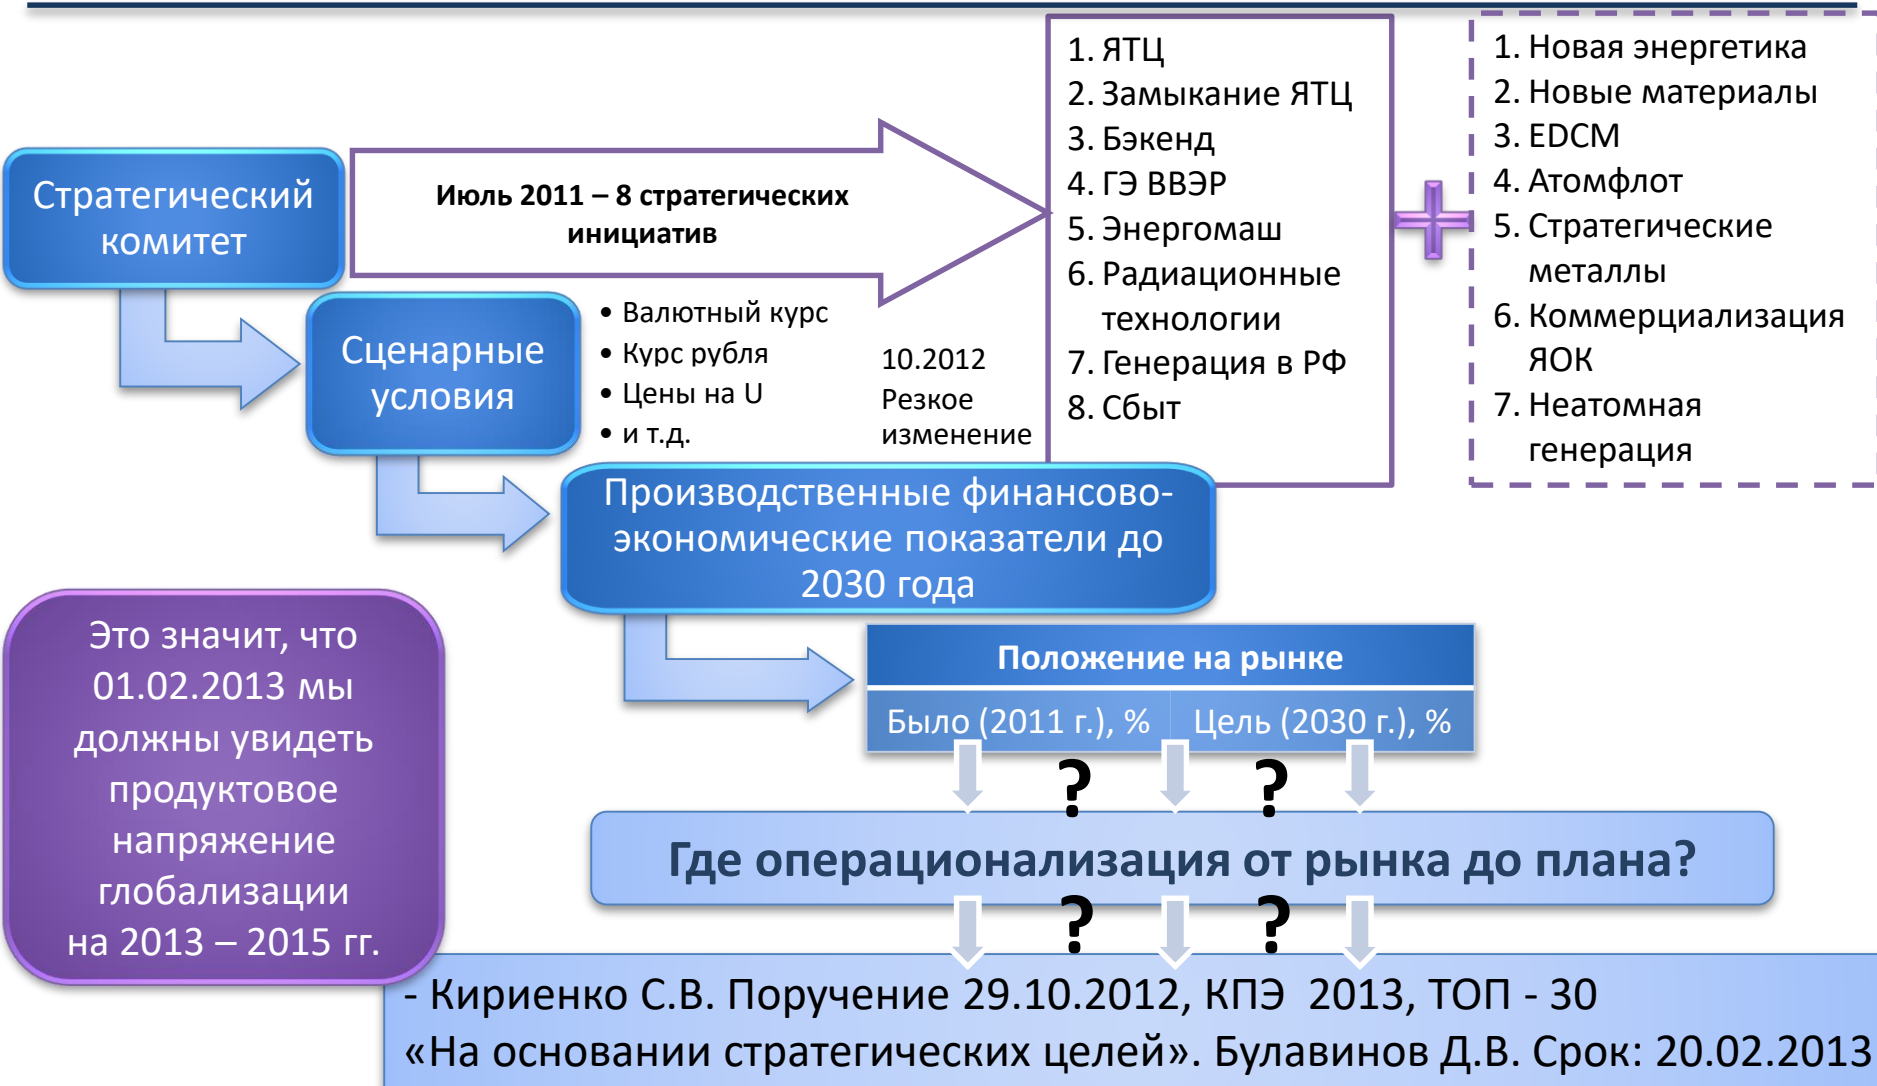 Стратегический
комитет
Июль 2011 – 8 стратегических
инициатив
1. ЯТЦ
2. Замыкание ЯТЦ
3. Бэкенд
4. ГЭ ВВЭР
5. Энергомаш
6. Радиационные
технологии
7. Генерация в РФ
8. Сбыт
1. Новая энергетика
2. Новые материалы
3. EDCM
4. Атомфлот
5. Стратегические
металлы
6. Коммерциализация
ЯОК
7. Неатомная
генерация
Сценарные
условия
• Валютный курс
• Курс рубля
• Цены на U
• и т.д.
10.2012
Резкое
изменение
Производственные финансово-
экономические показатели до
2030 года
Положение на рынке
Было (2011 г.), % Цель (2030 г.), %
? ?
Где операционализация от рынка до плана?
? ?
Это значит, что
01.02.2013 мы
должны увидеть
продуктовое
напряжение
глобализации
на 2013 – 2015 гг.
- Кириенко С.В. Поручение 29.10.2012, КПЭ 2013, ТОП - 30
«На основании стратегических целей». Булавинов Д.В. Срок: 20.02.2013